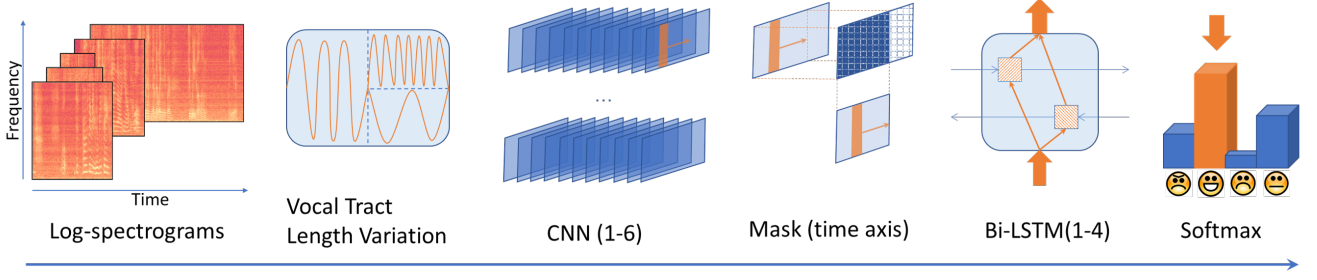 Frequency
Time
Log-spectrograms
Vocal Tract
Length Variation
...
CNN (1-6)
Mask (time axis)
Bi-LSTM(1-4)
Softmax